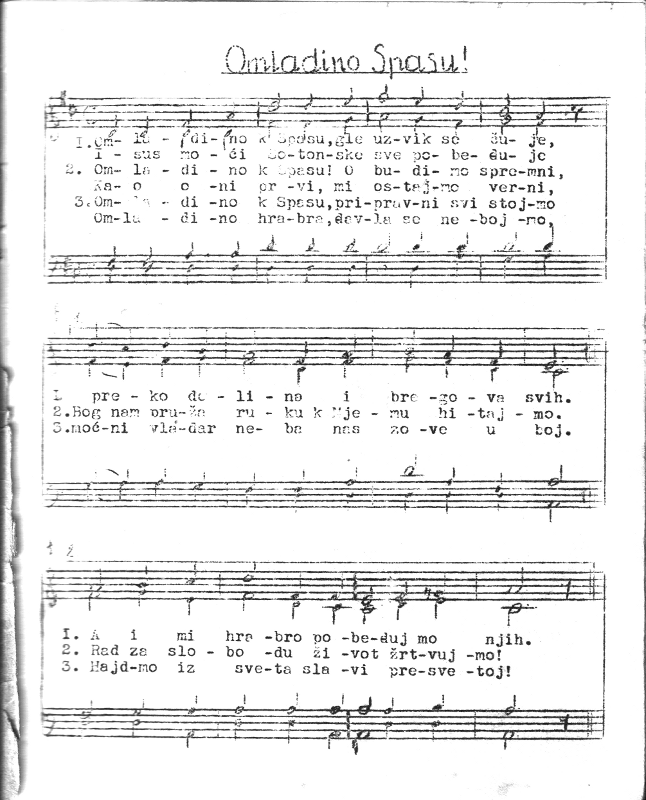 Omladino Spasu!
I.Om- la - di -no k Spasu,gle uz-vik se ču- je,
I - sus mo - ći So-ton-ske sve po- be- đu- je
2. Om- la - di - no k Spasu! O bu- di- mo spremni,
Ka- o o -ni pr -vi, mi os-taj-mo ver-ni,
3.Om- la - di -no k Spasu,pri-prav-ni svi stoj-mo
Om-la - di -no hra-bra,đav-la se ne -boj -mo,
I pre - ko do - li - na i bre -go - va svih.
2.Bog nam pru-ža ru - ku k Nje - mu hi -taj - mo.
3.moć-ni vla-dar ne- ba nas zo -ve u boj.
I. A i mi hra -bro po -be-đuj mo njih.
2. Rad za slo - bo -du ži -vot žrt-vuj -mo!
3. Hajd-mo iz sve-ta sla -vi pre-sve -toj!